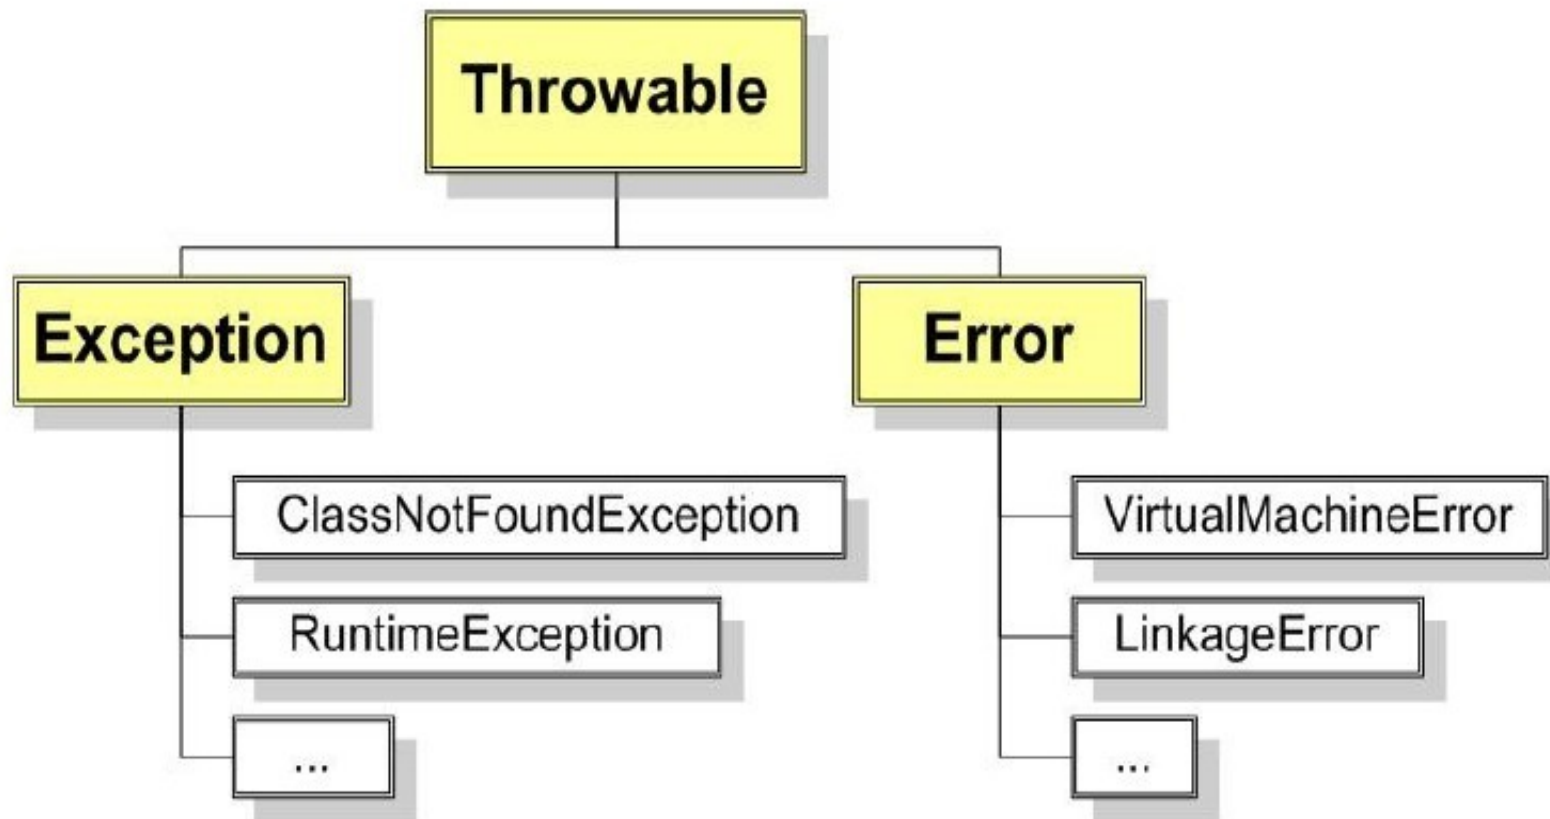 Throwable
Exception
Error
ClassNotFoundException
RuntimeException
...
VirtualMachineError
LinkageError
...